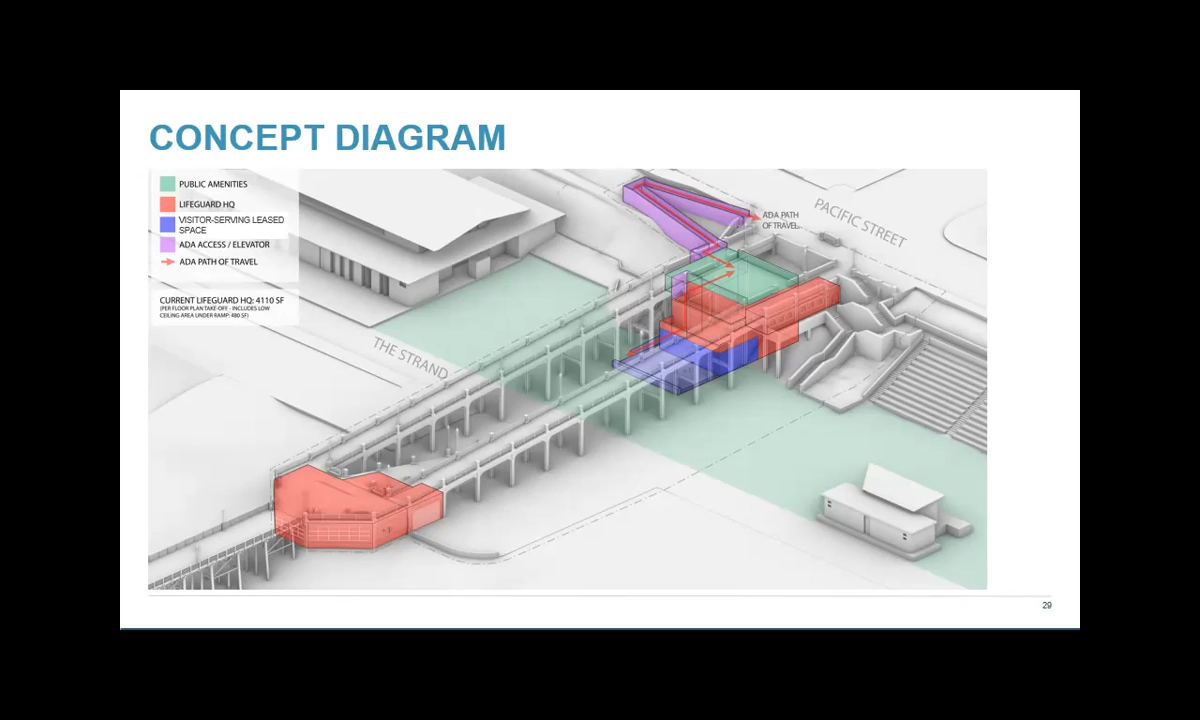 CONCEPT DIAGRAM
PUBLIC AMENITIES
LIFEGUARD HQ
VISITOR-SERVING LEASED
SPACE
ADA ACCESS / ELEVATOR
ADA PATH OF TRAVEL
CURRENT LIFEGUARD HQ: 4110 SF
(PER FLOOR PLAN TAKE-OFF - INCLUDES LOW
CEILING AREA UNDER RAMP: 480 SF)
ADA PATH
OF TRAVEL
PACIFIC STREET
THE STRAND
29